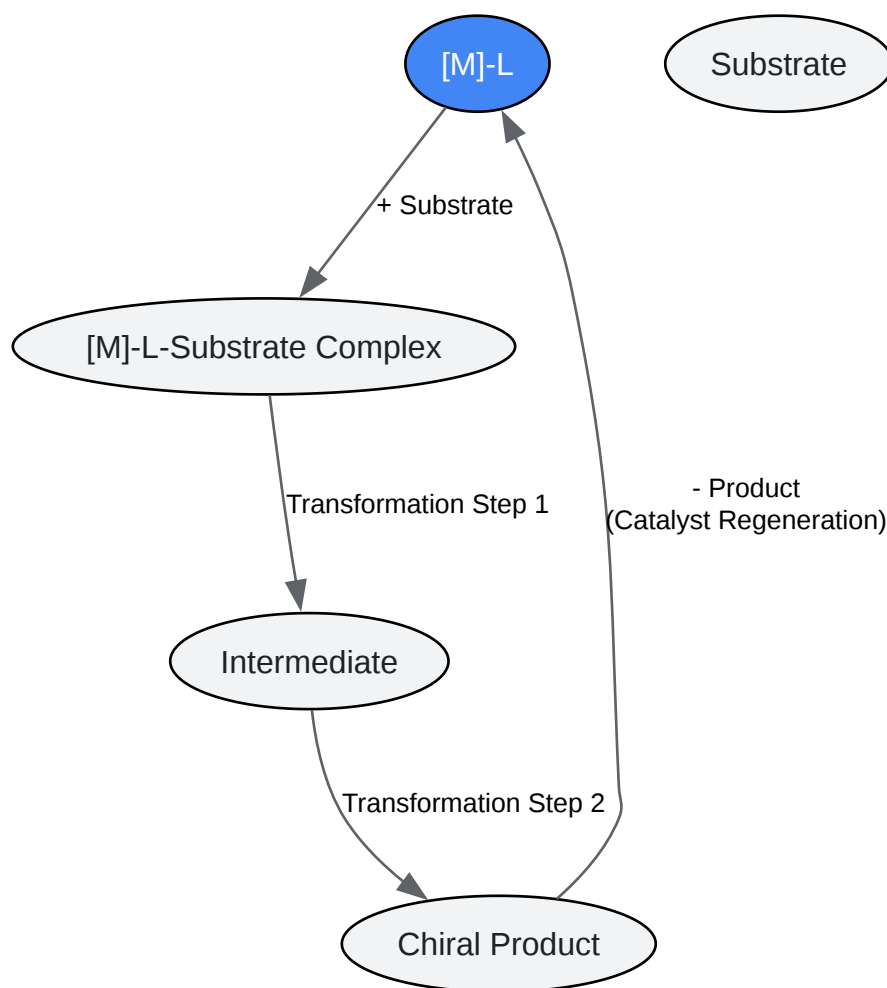 [M]-L
Substrate
+ Substrate
[M]-L-Substrate Complex
Transformation Step 1
- Product
(Catalyst Regeneration)
Intermediate
Transformation Step 2
Chiral Product